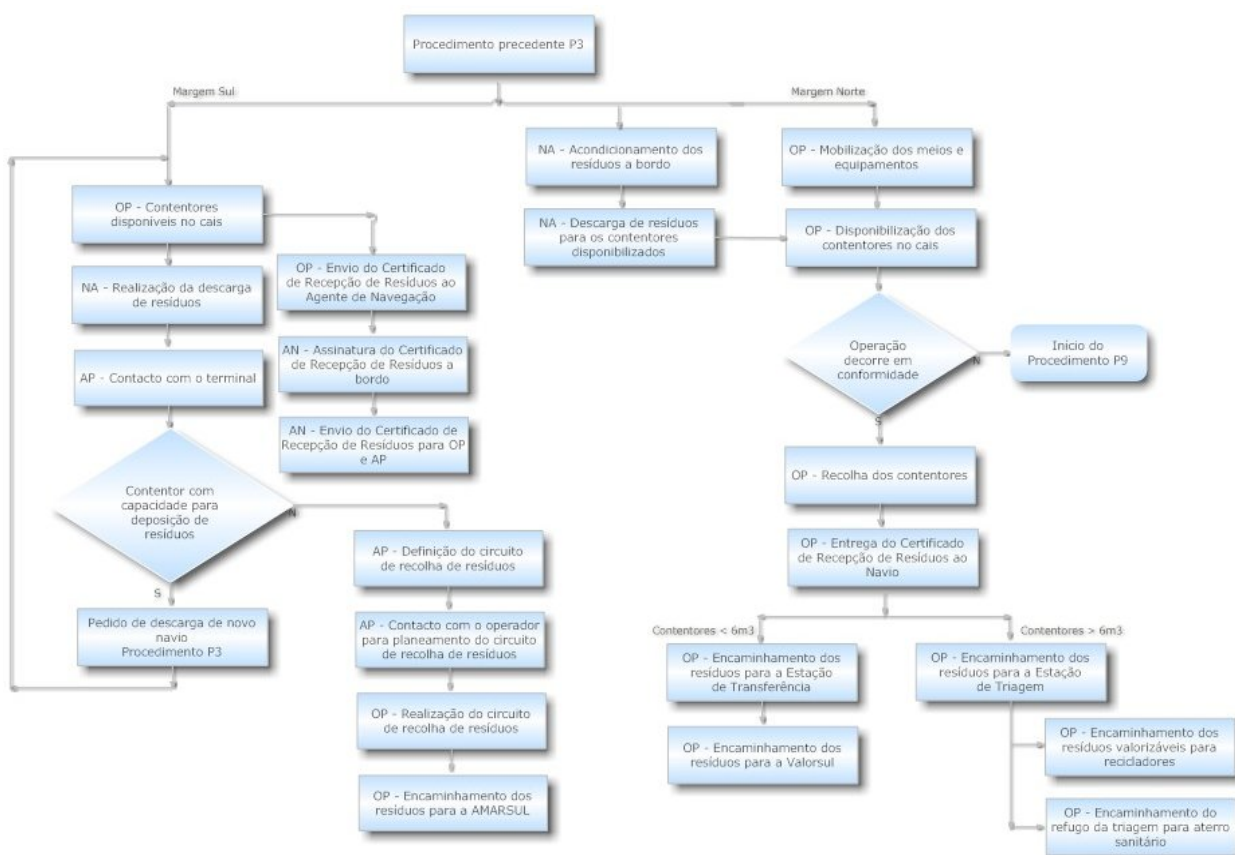 Procedimento precedente P3
Margem Sul
Margem Norte
OP - Contentores
disponíveis no cais
NA - Realização da descarga
de resíduos
AP - Contacto com o terminal
Contentor com
capacidade para
deposição de
resíduos
N
S
Pedido de descarga de novo
navio
Procedimento P3
OP - Envio do Certificado
de Recepção de Resíduos ao
Agente de Navegação
AN - Assinatura do Certificado
de Recepção de Resíduos a
bordo
AN - Envio do Certificado de
Recepção de Resíduos para OP
e AP
AP - Definição do circuito
de recolha de resíduos
AP - Contacto com o operador
para planeamento do circuito
de recolha de resíduos
OP - Realização do circuito
de recolha de resíduos
OP - Encaminhamento dos
resíduos para a AMARSUL
NA - Acondicionamento dos
resíduos a bordo
NA - Descarga de resíduos
para os contentores
disponibilizados
OP - Mobilização dos meios e
equipamentos
OP - Disponibilização dos
contentores no cais
Operação
decorre em
conformidade
N
Inicio do
Procedimento P9
S
OP - Recolha dos contentores
OP - Entrega do Certificado
de Recepção de Resíduos ao
Navio
Contentores < 6m3
Contentores > 6m3
OP - Encaminhamento dos
resíduos para a Estação
de Transferência
OP - Encaminhamento dos
resíduos para a Valorsul
OP - Encaminhamento dos
resíduos para a Estação
de Triagem
OP - Encaminhamento dos
resíduos valorizáveis para
recicladores
OP - Encaminhamento do
refugo da triagem para aterro
sanitário